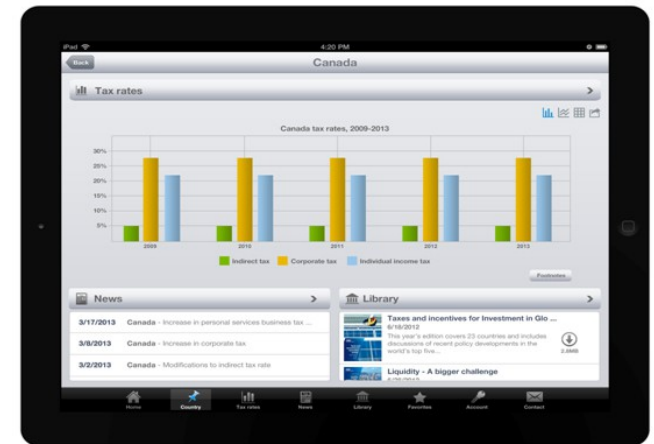 iPad
4:20 PM
Back
Canada
Tax rates
Canada tax rates, 2009-2013
30%
25%
20%
15%
10%
5%
2009 2010 2011 2012 2013
Indirect tax Corporate tax Individual income tax
Footnotes
News
3/17/2013 Canada - Increase in personal services business tax ...
3/8/2013 Canada - Increase in corporate tax
3/2/2013 Canada - Modifications to indirect tax rate
Library
Taxes and incentives for Investment in Glo ...
6/18/2012
This year's edition covers 23 countries and includes
discussions of recent policy developments in the
world's top five...
2.68MB
Liquidity - A bigger challenge
Home Country Tax rates News Library Favorites Account Contact